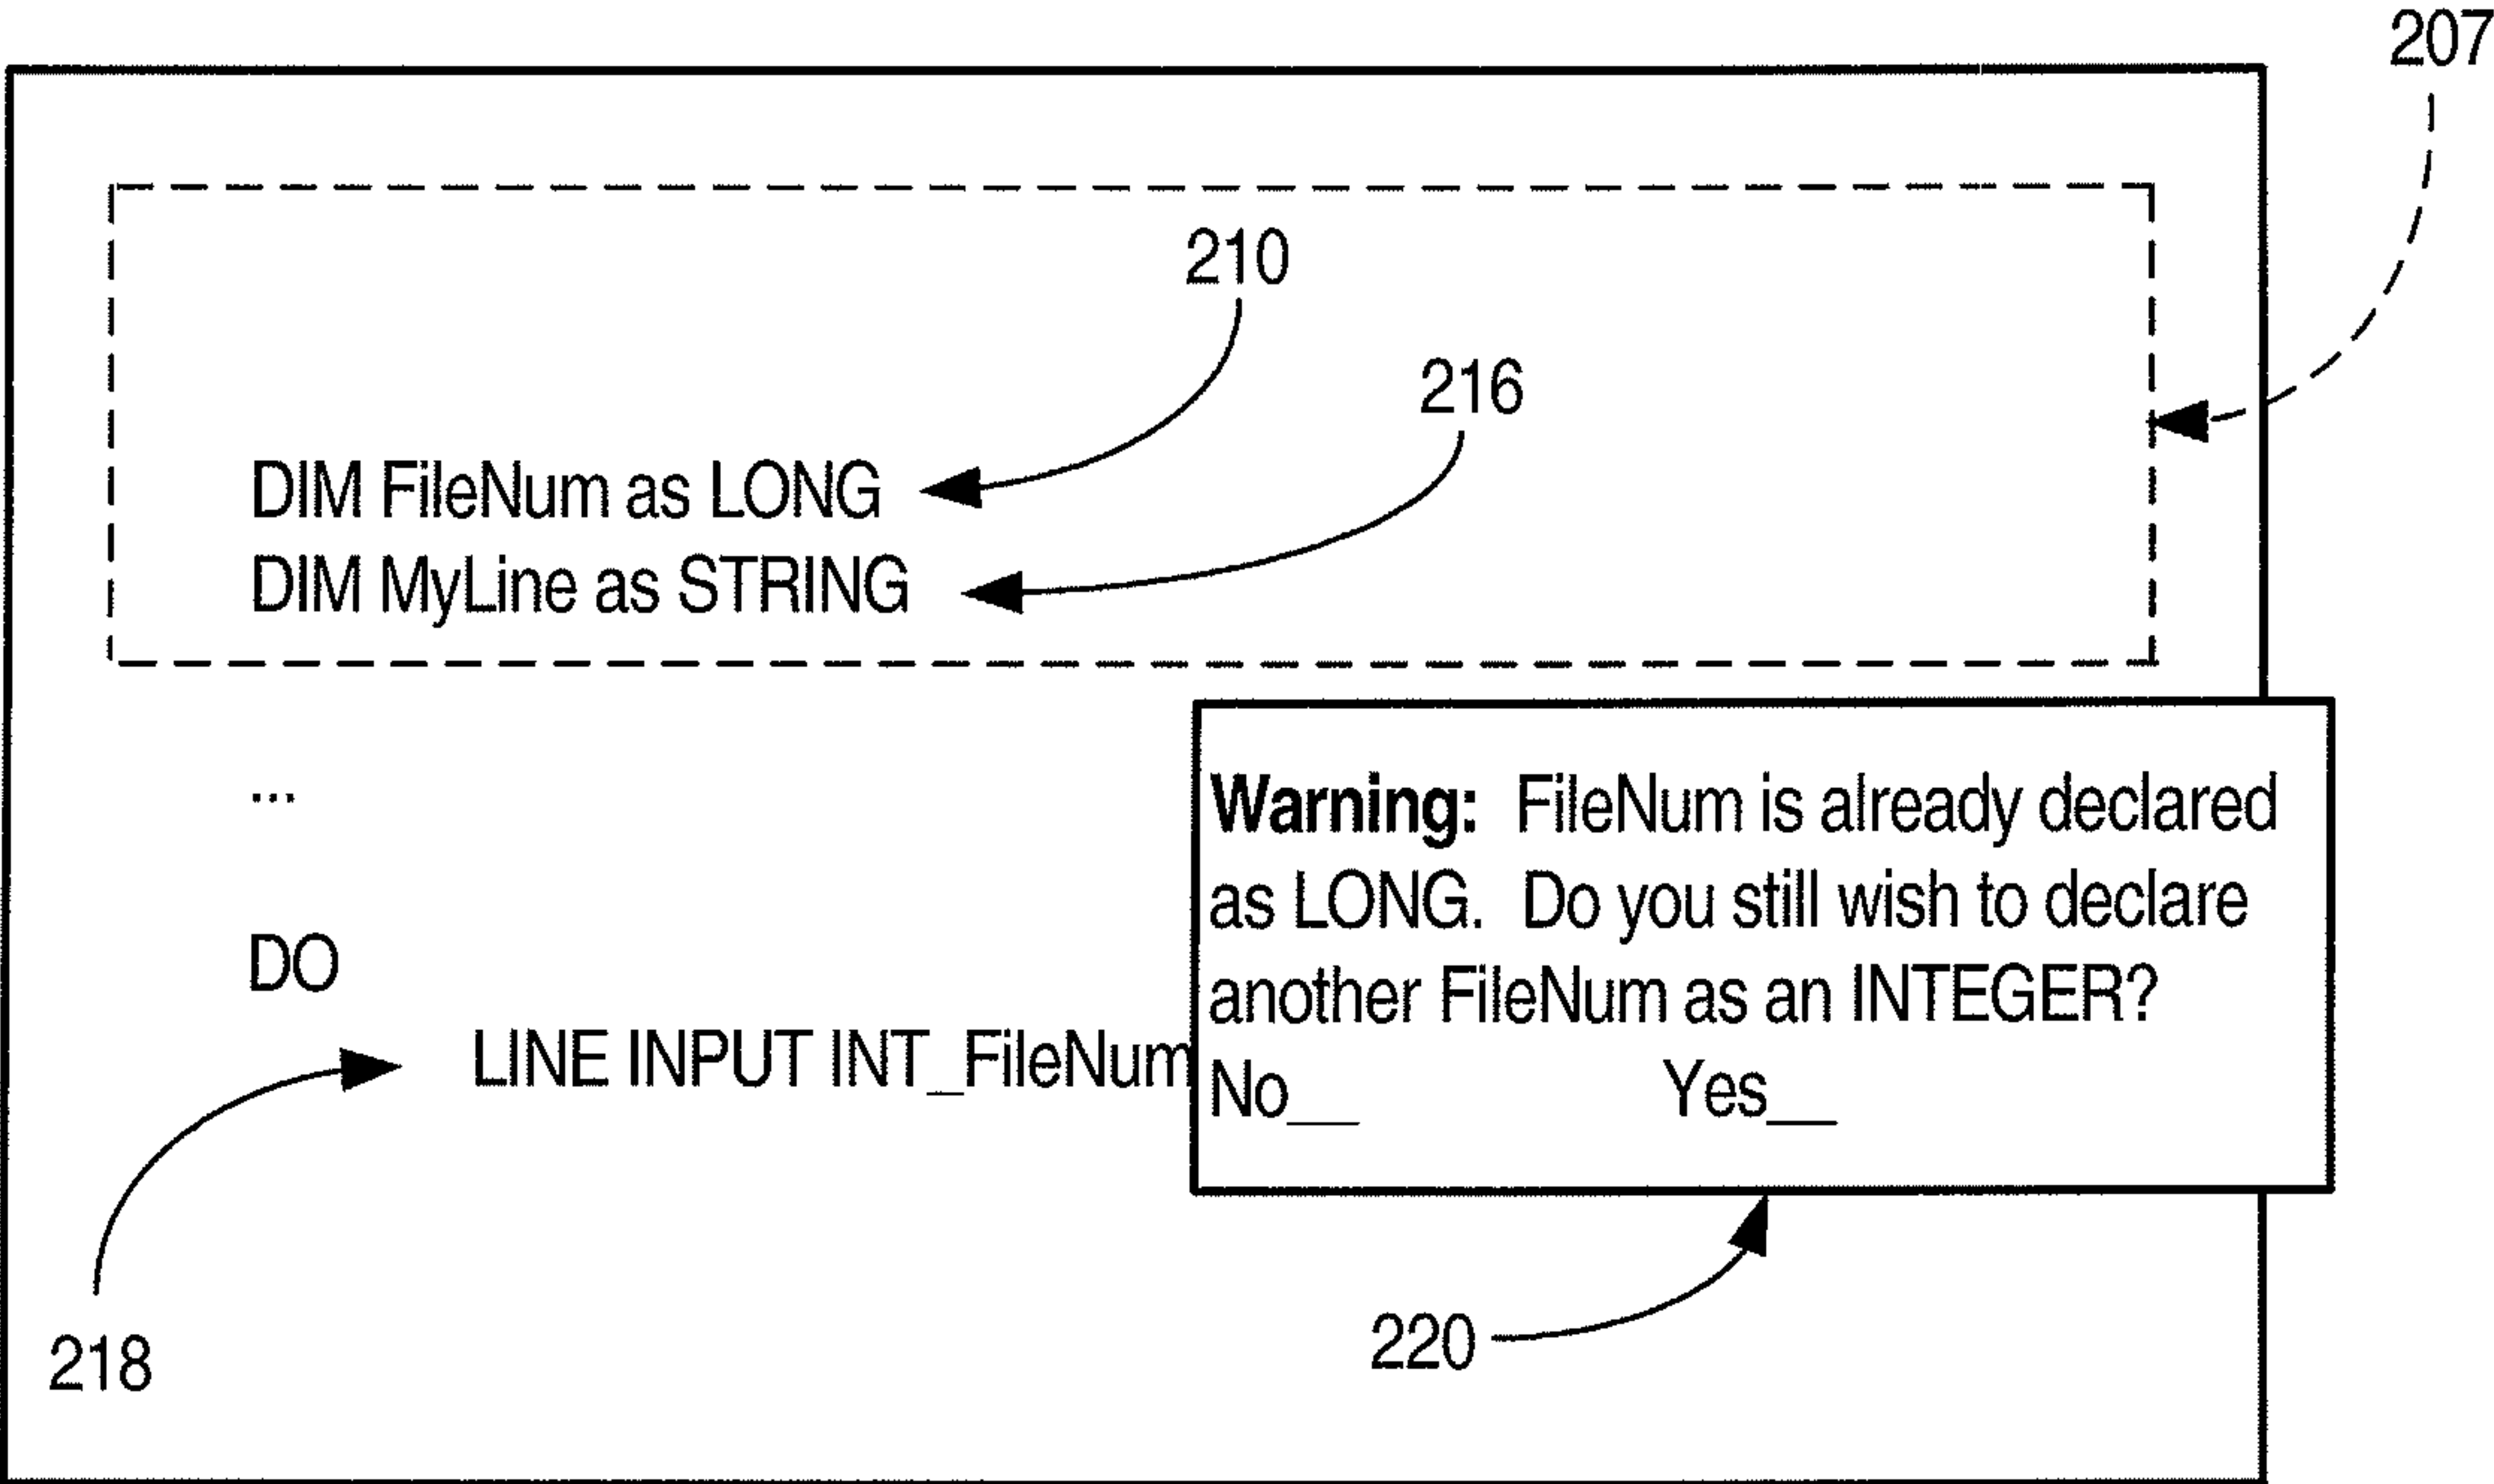 207
210
216
DIM FileNum as LONG
DIM MyLine as STRING
...
Warning: FileNum is already declared
as LONG. Do you still wish to declare
another FileNum as an INTEGER?
No__ Yes__
DO
LINE INPUT INT_FileNum
218
220